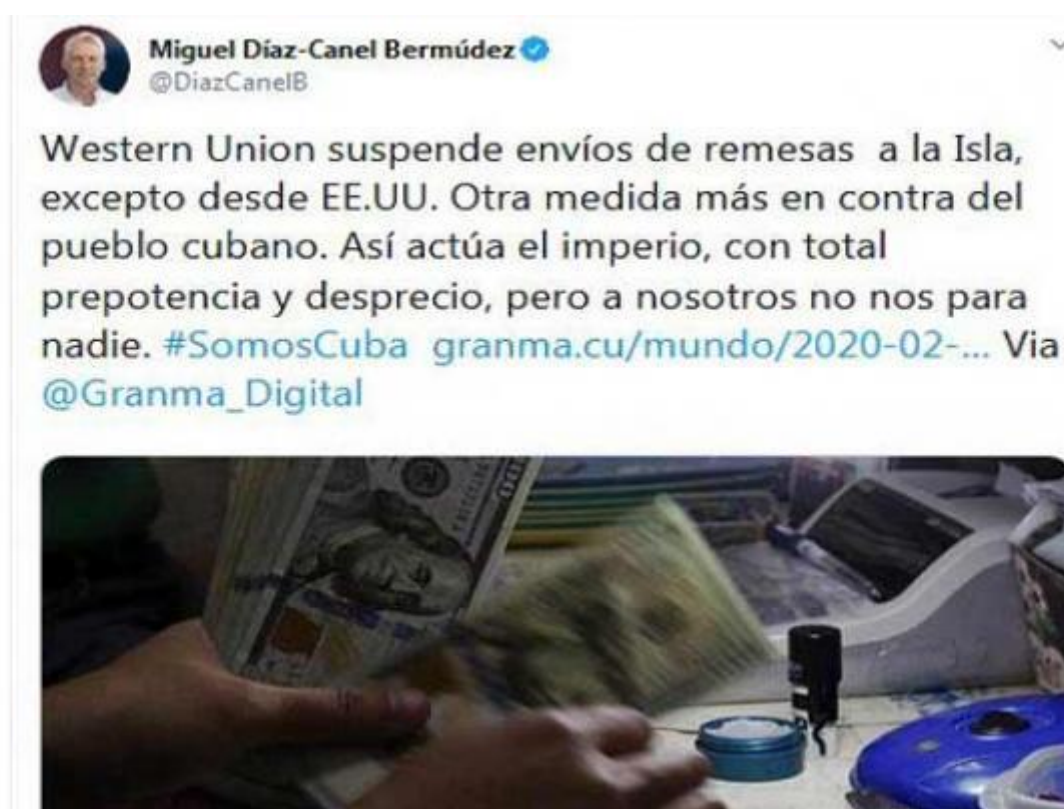 Miguel Díaz-Canel Bermúdez
@DiazCanelB
Western Union suspende envíos de remesas a la Isla,
excepto desde EE.UU. Otra medida más en contra del
pueblo cubano. Así actúa el imperio, con total
prepotencia y desprecio, pero a nosotros no nos para
nadie. #SomosCuba granma.cu/mundo/2020-02-... Via
@Granma_Digital
100